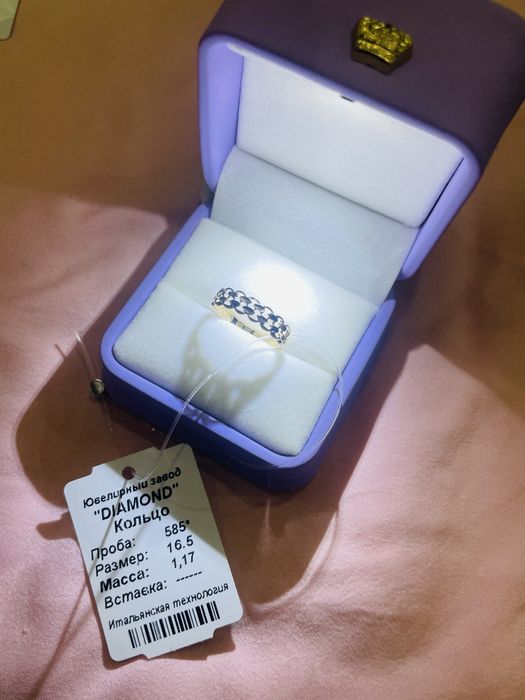 Ювелирный завод
"DIAMOND"
Кольцо
Проба: 585*
Размер: 16.5
Масса: 1,17
Вставка: ------
Итальянская технология